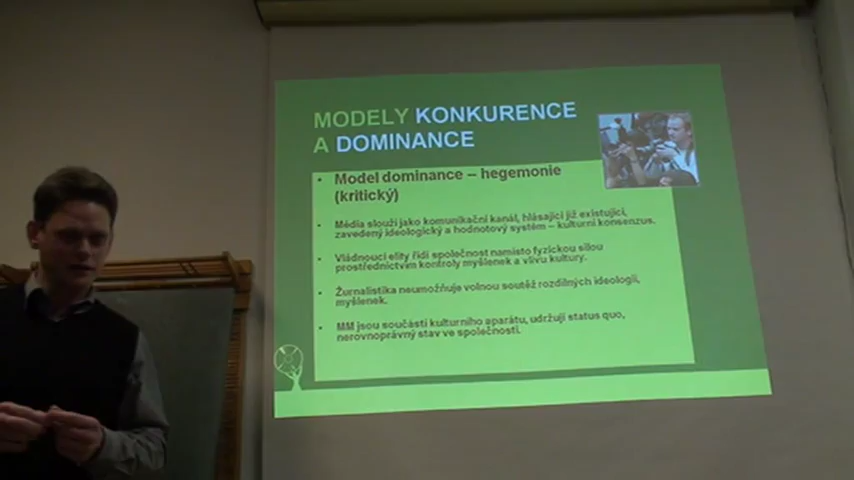 MODELY KONKURENCE
A DOMINANCE
• Model dominance – hegemonie
(kritický)
• Média slouží jako komunikační kanál, hlásající již existující,
zavedený ideologický a hodnotový systém – kulturní konsenzus.
• Vládnoucí elity řídí společnost namísto fyzickou silou
prostřednictvím kontroly myšlenek a vlivu kultury.
• Žurnalistika neumožňuje volnou soutěž rozdílných ideologií,
myšlenek.
• MM jsou součástí kulturního aparátu, udržují status quo,
nerovnoprávný stav ve společnosti.